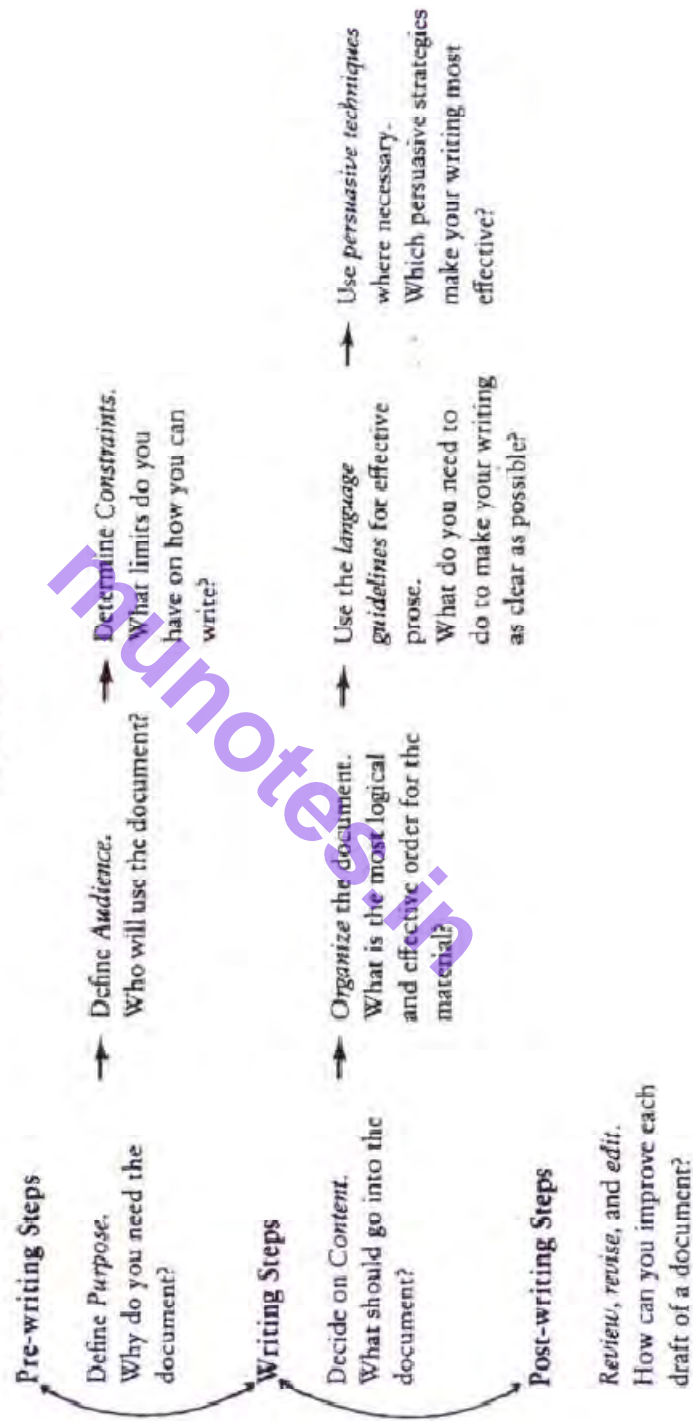 Pre-writing Steps
Define Purpose.
Why do you need the
document?
→ Define Audience.
Who will use the document?
→ Determine Constraints.
What limits do you
have on how you can
write?
Writing Steps
Decide on Content.
What should go into the
document?
→ Organize the document.
What is the most logical
and effective order for the
material?
→ Use the language
guidelines for effective
prose.
What do you need to
do to make your writing
as clear as possible?
→ Use persuasive techniques
where necessary.
Which persuasive strategies
make your writing most
effective?
Post-writing Steps
Review, revise, and edit.
How can you improve each
draft of a document?
munotes.in